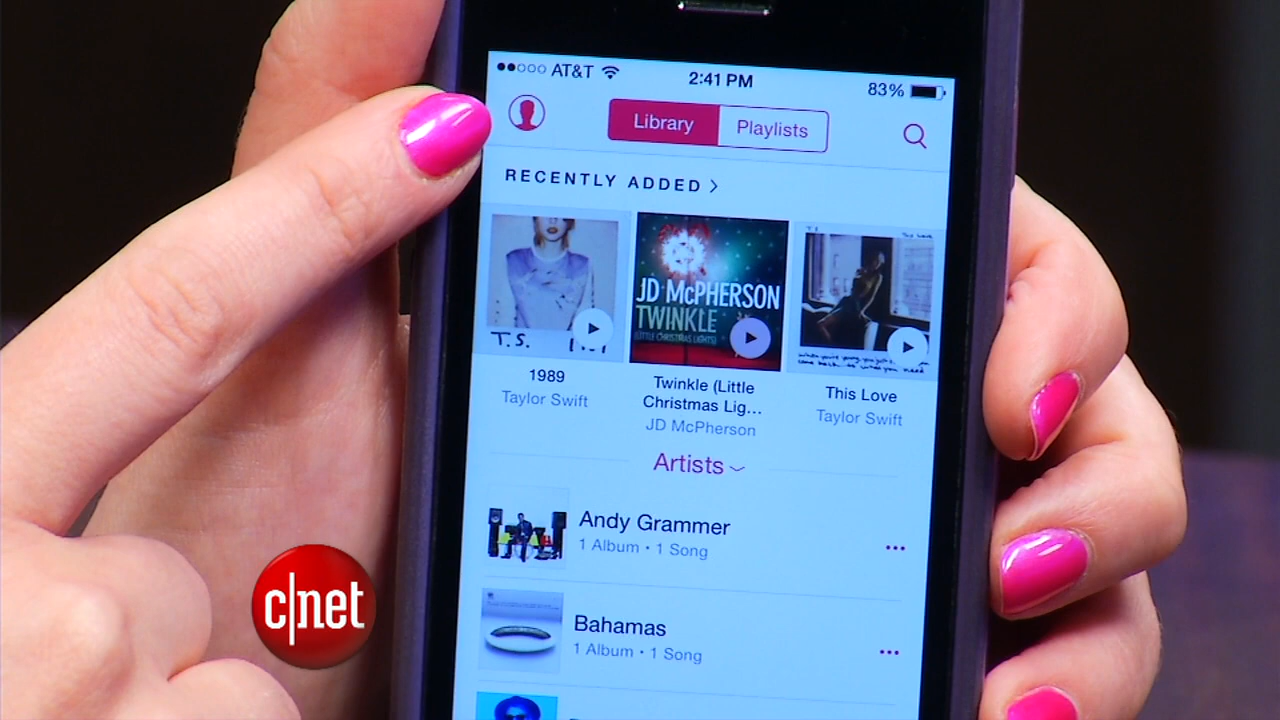 AT&T
2:41 PM
83%
Library
Playlists
RECENTLY ADDED >
T.S.
JD McPHERSON
TWINKLE
(LITTLE CHRISTMAS LIGHTS)
1989
Taylor Swift
Twinkle (Little
Christmas Lig...
JD McPherson
This Love
Taylor Swift
Artists
Andy Grammer
1 Album • 1 Song
Bahamas
1 Album • 1 Song
c|net